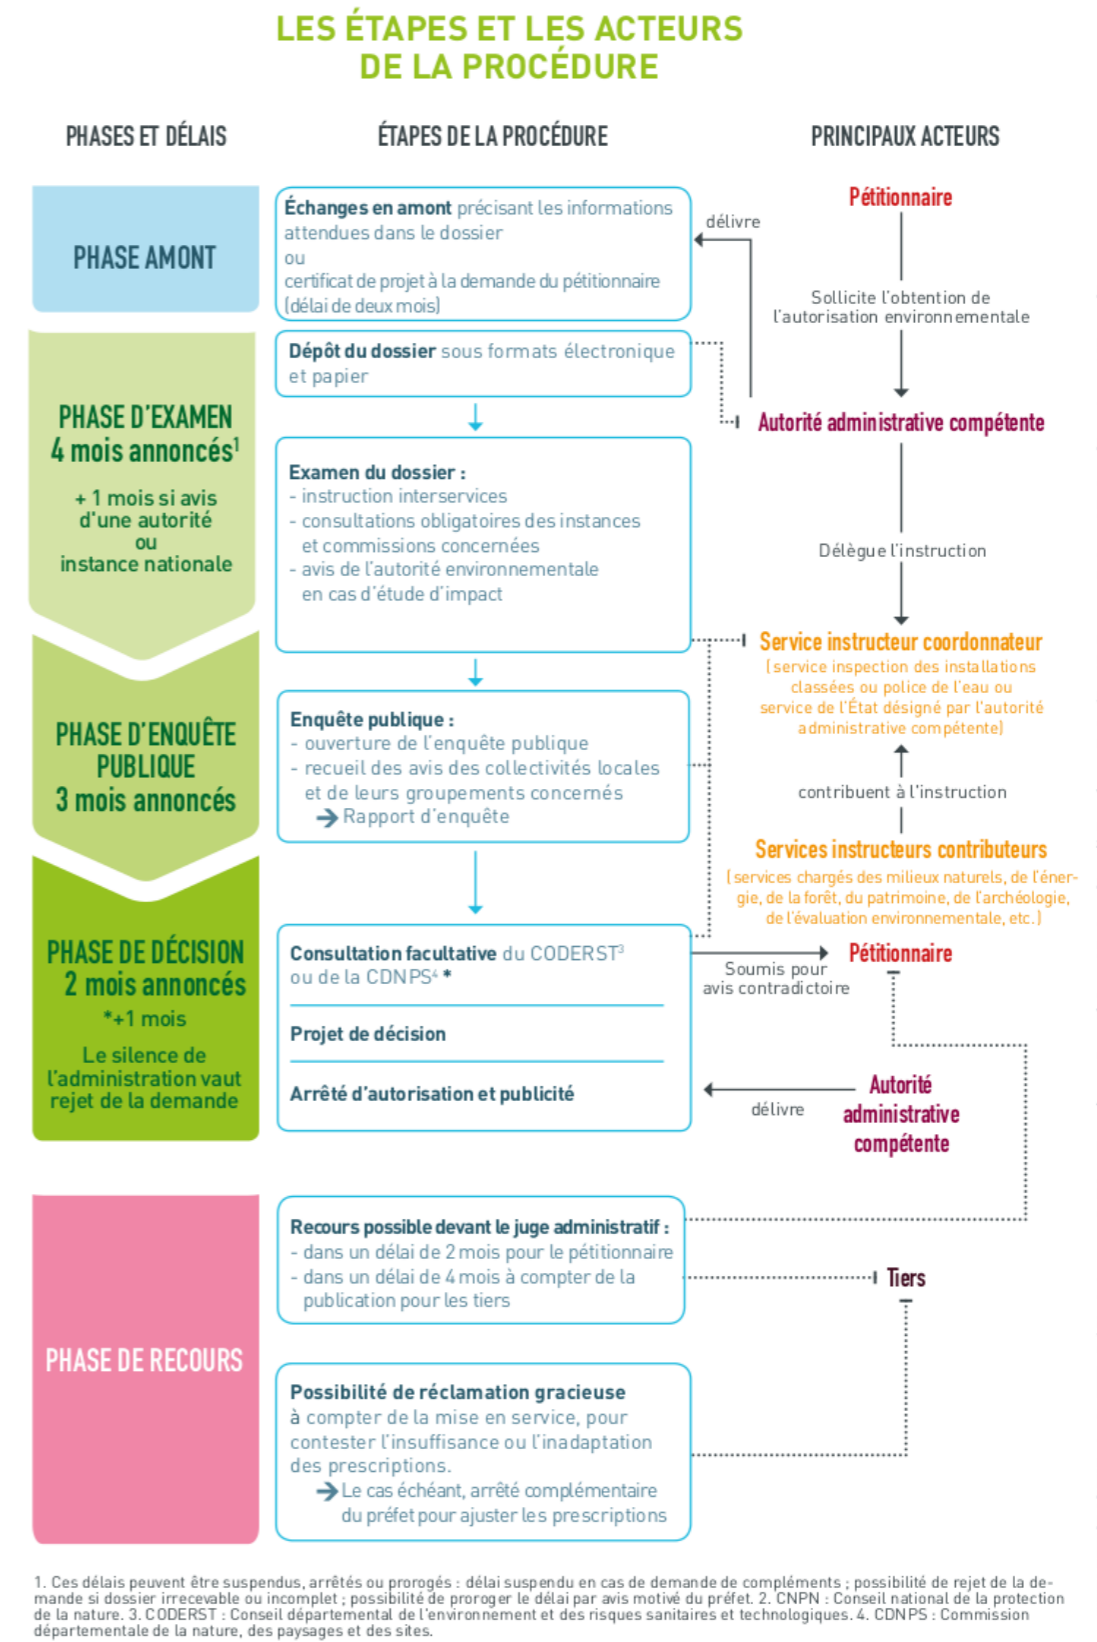 LES ÉTAPES ET LES ACTEURS
DE LA PROCÉDURE
PHASES ET DÉLAIS
ÉTAPES DE LA PROCÉDURE
PRINCIPAUX ACTEURS
PHASE AMONT
Échanges en amont précisant les informations
attendues dans le dossier
ou
certificat de projet à la demande du pétitionnaire
(délai de deux mois)
délivre
Pétitionnaire
Sollicite l'obtention de
l'autorisation environnementale
Dépôt du dossier sous formats électronique
et papier
Autorité administrative compétente
PHASE D'EXAMEN
4 mois annoncés1
+ 1 mois si avis
d'une autorité
ou
instance nationale
Examen du dossier :
- instruction interservices
- consultations obligatoires des instances
et commissions concernées
- avis de l'autorité environnementale
en cas d'étude d'impact
Délègue l'instruction
Service instructeur coordonnateur
(service inspection des installations
classées ou police de l'eau ou
service de l'État désigné par l'autorité
administrative compétente)
PHASE D'ENQUÊTE
PUBLIQUE
3 mois annoncés
Enquête publique :
- ouverture de l'enquête publique
- recueil des avis des collectivités locales
et de leurs groupements concernés
→ Rapport d'enquête
contribuent à l'instruction
Services instructeurs contributeurs
(services chargés des milieux naturels, de l'éner-
gie, de la forêt, du patrimoine, de l'archéologie,
de l'évaluation environnementale, etc.)
PHASE DE DÉCISION
2 mois annoncés
*+1 mois
Le silence de
l'administration vaut
rejet de la demande
Consultation facultative du CODERST3
ou de la CDNPS4 *
Projet de décision
Arrêté d'autorisation et publicité
Soumis pour
avis contradictoire
Pétitionnaire
délivre
Autorité
administrative
compétente
PHASE DE RECOURS
Recours possible devant le juge administratif :
- dans un délai de 2 mois pour le pétitionnaire
- dans un délai de 4 mois à compter de la
publication pour les tiers
Tiers
Possibilité de réclamation gracieuse
à compter de la mise en service, pour
contester l'insuffisance ou l'inadaptation
des prescriptions.
→ Le cas échéant, arrêté complémentaire
du préfet pour ajuster les prescriptions
1. Ces délais peuvent être suspendus, arrêtés ou prorogés : délai suspendu en cas de demande de compléments ; possibilité de rejet de la de-
mande si dossier irrecevable ou incomplet ; possibilité de proroger le délai par avis motivé du préfet. 2. CNPN : Conseil national de la protection
de la nature. 3. CODERST : Conseil départemental de l'environnement et des risques sanitaires et technologiques. 4. CDNPS : Commission
départementale de la nature, des paysages et des sites.